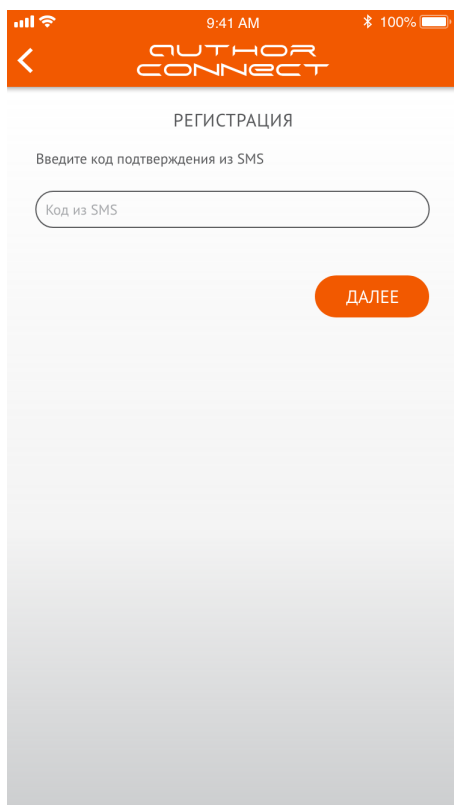 9:41 AM
100%
AUTHOR
CONNECT
РЕГИСТРАЦИЯ
Введите код подтверждения из SMS
Код из SMS
ДАЛЕЕ